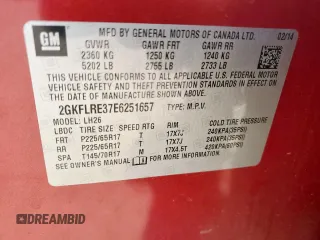 GM
MFD BY GENERAL MOTORS OF CANADA LTD. 02/14
GVWR GAWR FRT GAWR RR
2360 KG 1250 KG 1240 KG
5202 LB 2756 LB 2733 LB
THIS VEHICLE CONFORMS TO ALL APPLICABLE U.S. FEDERAL MOTOR
VEHICLE SAFETY AND THEFT PREVENTION STANDARDS IN EFFECT ON
THE DATE OF MANUFACTURE SHOWN ABOVE.
2GKFLRE37E6251657 TYPE: M.P.V.
MODEL: LH26
LBDC TIRE SIZE SPEED RTG RIM COLD TIRE PRESSURE
FRT P225/65R17 T 17X7J 240KPA(35PSI)
RR P225/65R17 T 17X7J 240KPA(35PSI)
SPA T145/70R17 M 17X4.5T 420KPA(60PSI)
SEE OWNER'S MANUAL FOR ADDITIONAL INFORMATION.
DREAMBID